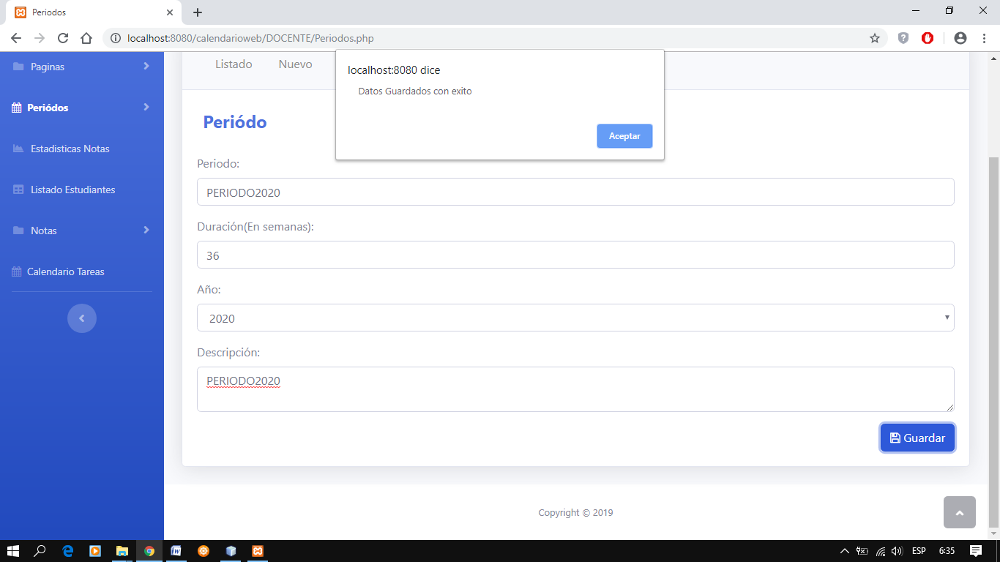 Periodos
localhost:8080/calendarioweb/DOCENTE/Periodos.php
Paginas
Periódos
Estadisticas Notas
Listado Estudiantes
Notas
Calendario Tareas
Listado
Nuevo
localhost:8080 dice
Datos Guardados con exito
Aceptar
Periódo
Periodo:
PERIODO2020
Duración(En semanas):
36
Año:
2020
Descripción:
PERIODO2020
Guardar
Copyright © 2019
ESP
6:35